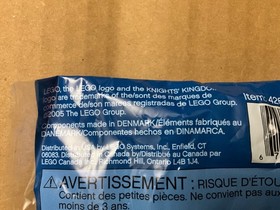 LEGO, the LEGO logo and the KNIGHTS' KINGDOM
logo are trademarks of the/sont des marques de
commerce de/son marcas registradas de LEGO Group.
©2005 The LEGO Group.
Item: 42
Components made in DENMARK/Éléments fabriqués au
DANEMARK/Componentes hechos en DINAMARCA.
Distributed in USA by LEGO Systems, Inc., Enfield, CT
06083. Distributed in Canada by/Distribué au Canada par
LEGO Canada Richmond Hill, Ontario L4B 1J4.
AVERTISSEMENT : RISQUE D'ÉTO
Contient des petites pièces. Ne convient pas aux
moins de 3 ans.